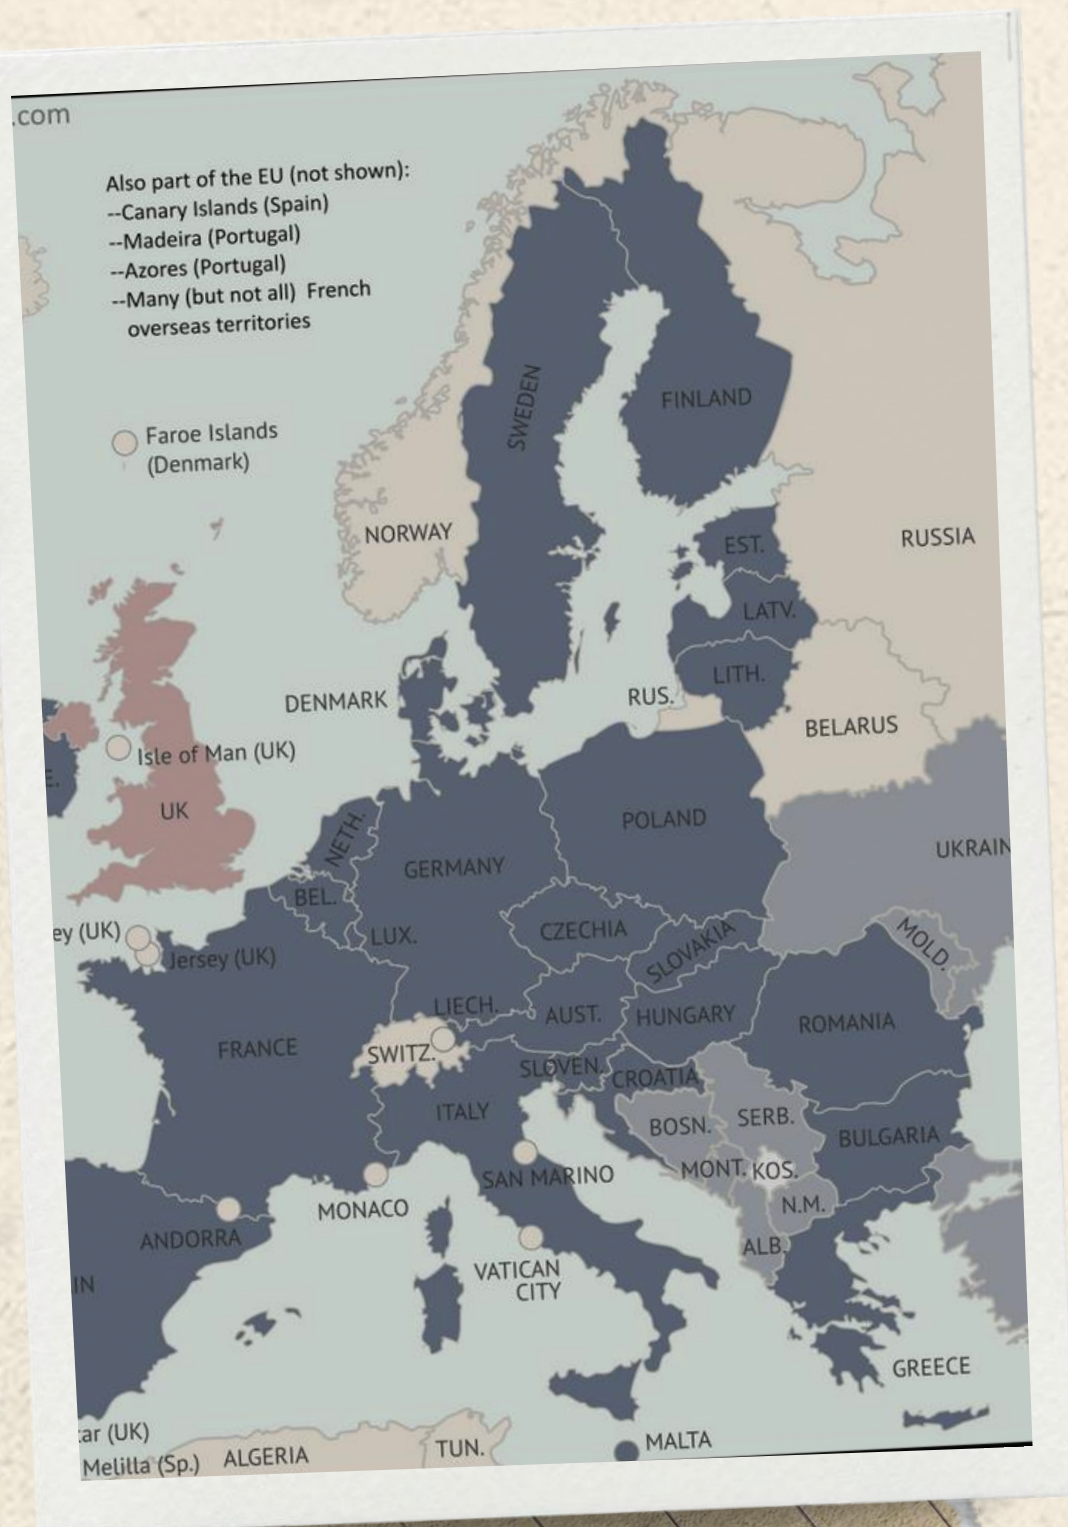 .com
Also part of the EU (not shown):
--Canary Islands (Spain)
--Madeira (Portugal)
--Azores (Portugal)
--Many (but not all) French
overseas territories
Faroe Islands
(Denmark)
SWEDEN
FINLAND
NORWAY
RUSSIA
EST.
LATV.
LITH.
DENMARK
RUS.
BELARUS
Isle of Man (UK)
E.
UK
NETH.
POLAND
GERMANY
UKRAIN
BEL.
ey (UK)
LUX.
CZECHIA
SLOVAKIA
MOLD.
Jersey (UK)
LIECH.
AUST.
HUNGARY
ROMANIA
FRANCE
SWITZ.
SLOVEN.
CROATIA
ITALY
BOSN.
SERB.
BULGARIA
SAN MARINO
MONT.
KOS.
MONACO
N.M.
ANDORRA
ALB.
VATICAN
CITY
IN
GREECE
ar (UK)
MALTA
Melilla (Sp.)
ALGERIA
TUN.